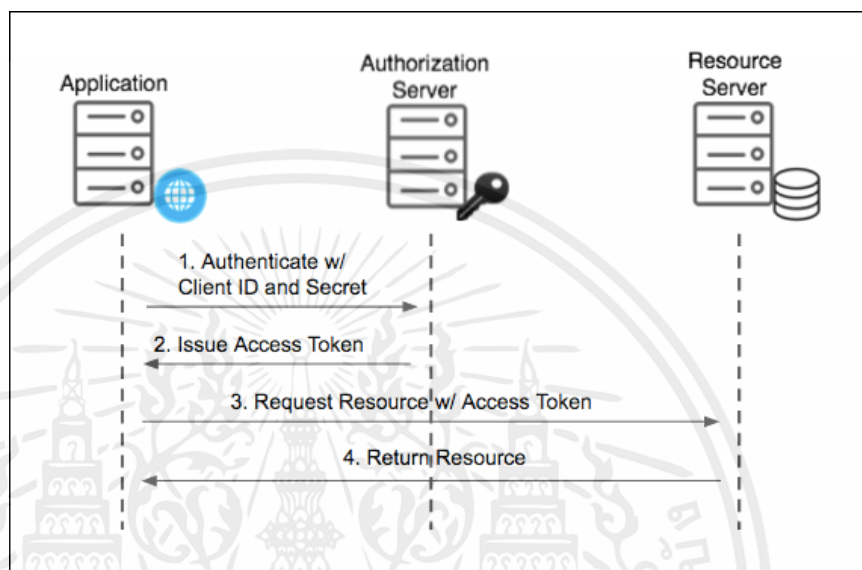 Application
Authorization
Server
Resource
Server
1. Authenticate w/
Client ID and Secret
2. Issue Access Token
3. Request Resource w/ Access Token
4. Return Resource